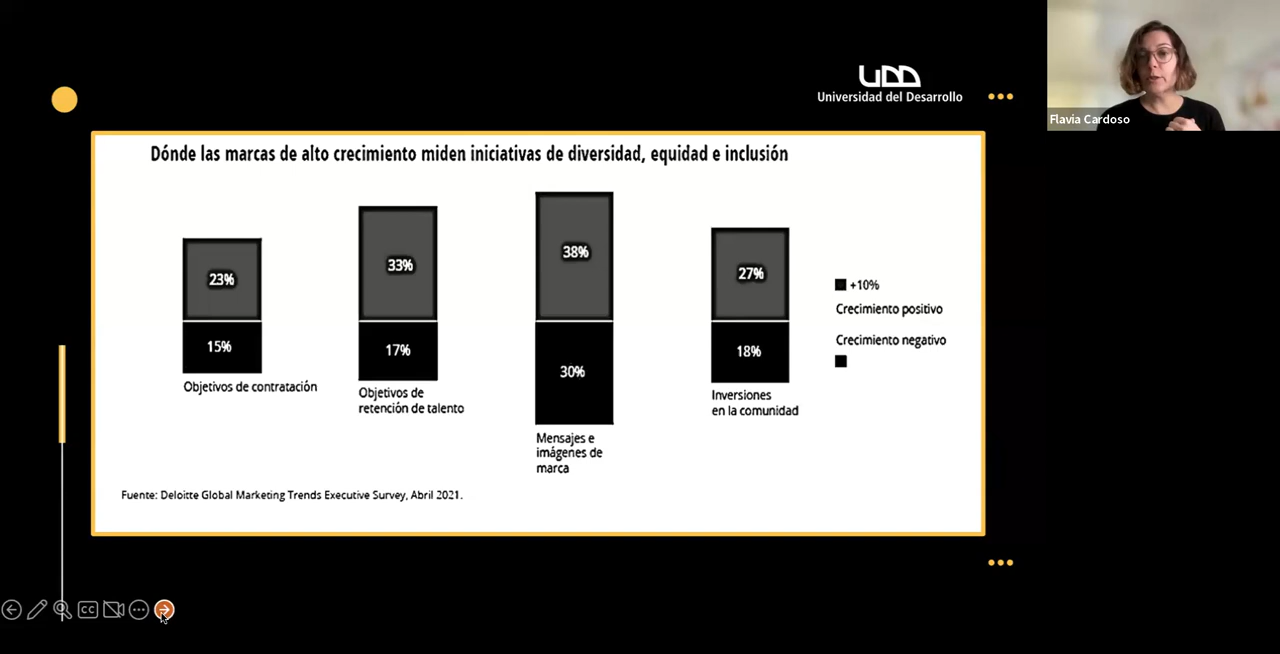 UDD
Universidad del Desarrollo
Flavia Cardoso
Dónde las marcas de alto crecimiento miden iniciativas de diversidad, equidad e inclusión
23%
15%
Objetivos de contratación
33%
17%
Objetivos de
retención de talento
38%
30%
Mensajes e
imágenes de
marca
27%
18%
Inversiones
en la comunidad
+10%
Crecimiento positivo
Crecimiento negativo
Fuente: Deloitte Global Marketing Trends Executive Survey, Abril 2021.
CC